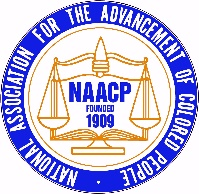 NATIONAL ASSOCIATION FOR THE ADVANCEMENT OF COLORED PEOPLE
NAACP
FOUNDED
1909